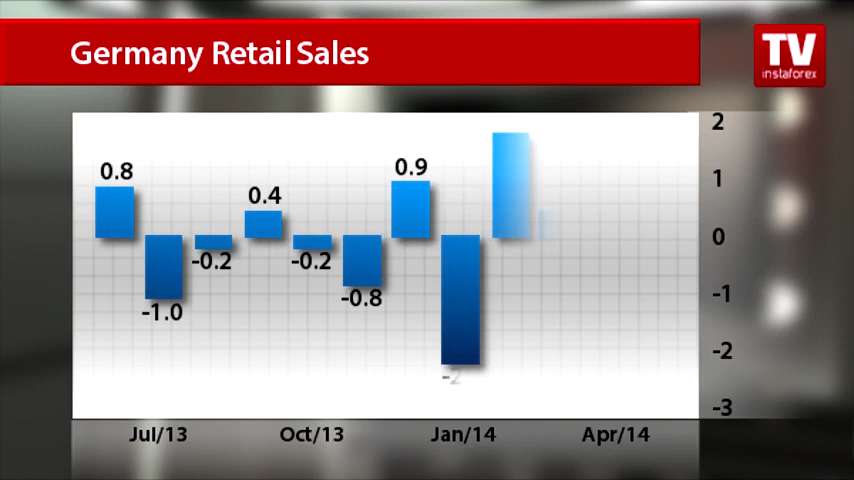 Germany Retail Sales
TV
instaforex
0.8
-1.0
-0.2
0.4
-0.2
-0.8
0.9
2
1
0
-1
-2
-3
Jul/13
Oct/13
Jan/14
Apr/14